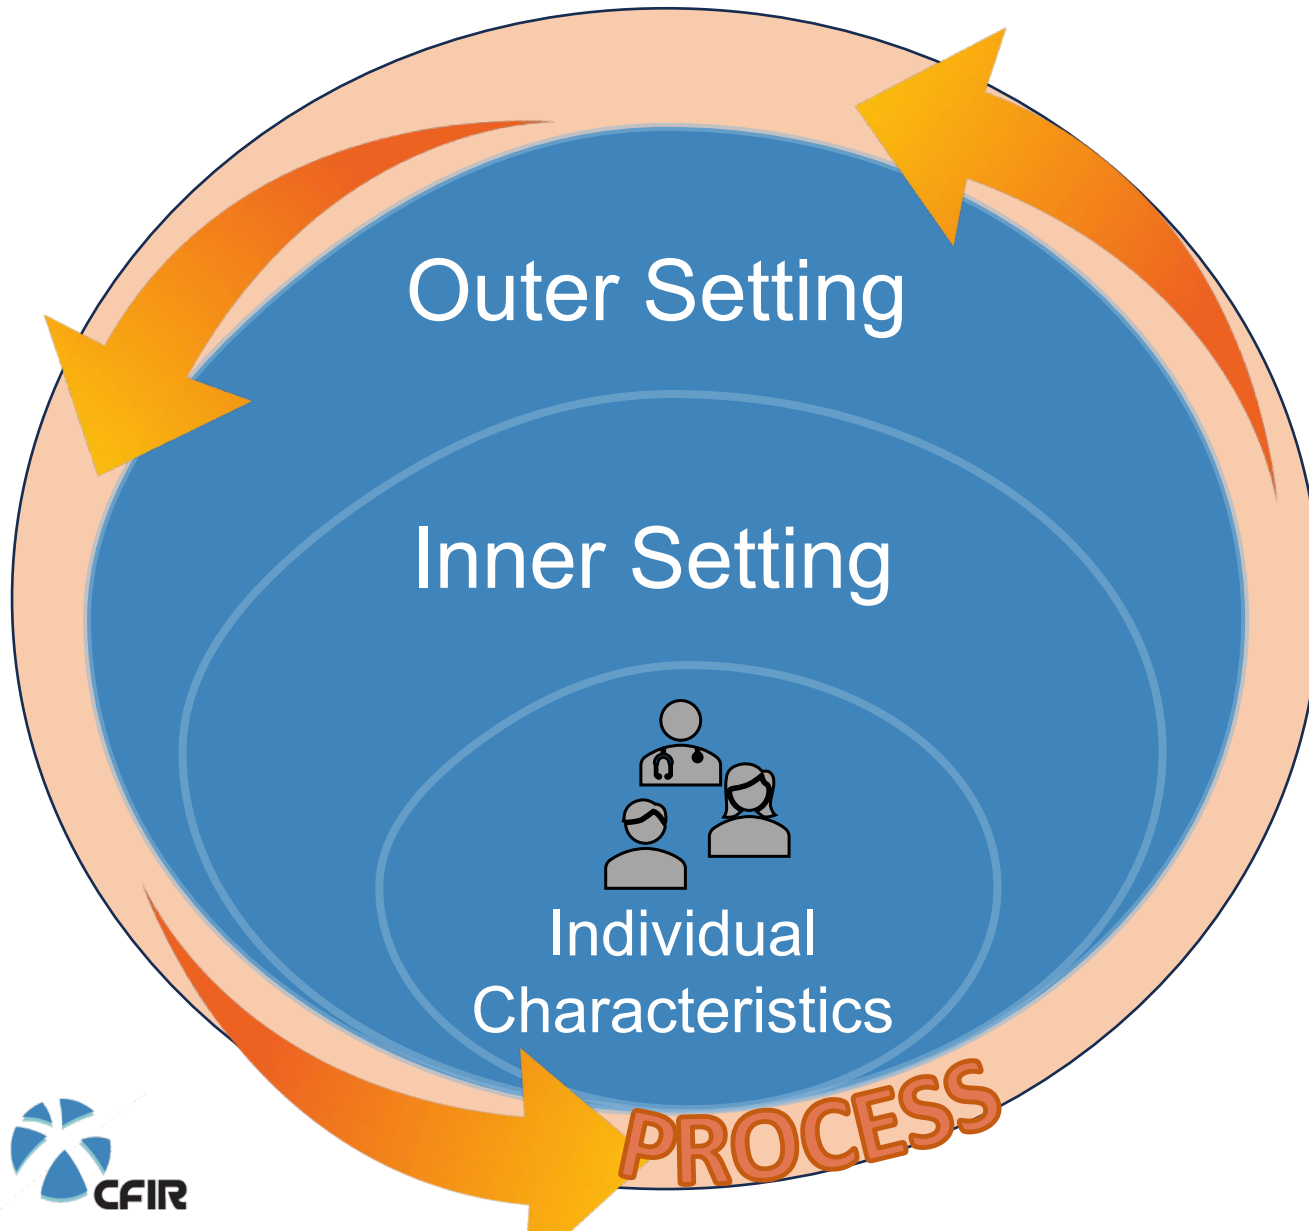 Outer Setting
Inner Setting
Individual
Characteristics
PROCESS
CFIR